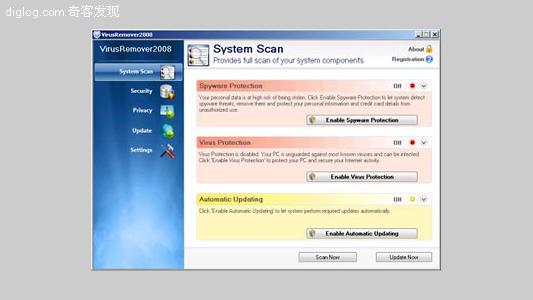 diglog.com 奇客发现
VirusRemover2008
VirusRemover2008
System Scan
Security
Privacy
Update
Settings
System Scan
Provides full scan of your system components.
About
Registration
Spyware Protection
Off
Your personal data is at high risk of being stolen. Click Enable Spyware Protection to let system detect
spyware threats, remove them and protect your personal information and credit card details from
unauthorized use.
Enable Spyware Protection
Virus Protection
Off
Virus Protection is disabled. Your PC is unguarded against most known viruses and can be infected.
Click 'Enable Virus Protection' to protect your PC and secure your Internet activity.
Enable Virus Protection
Automatic Updating
Off
Click 'Enable Automatic Updating' to let system perform required updates automatically.
Enable Automatic Updating
Scan Now
Update Now